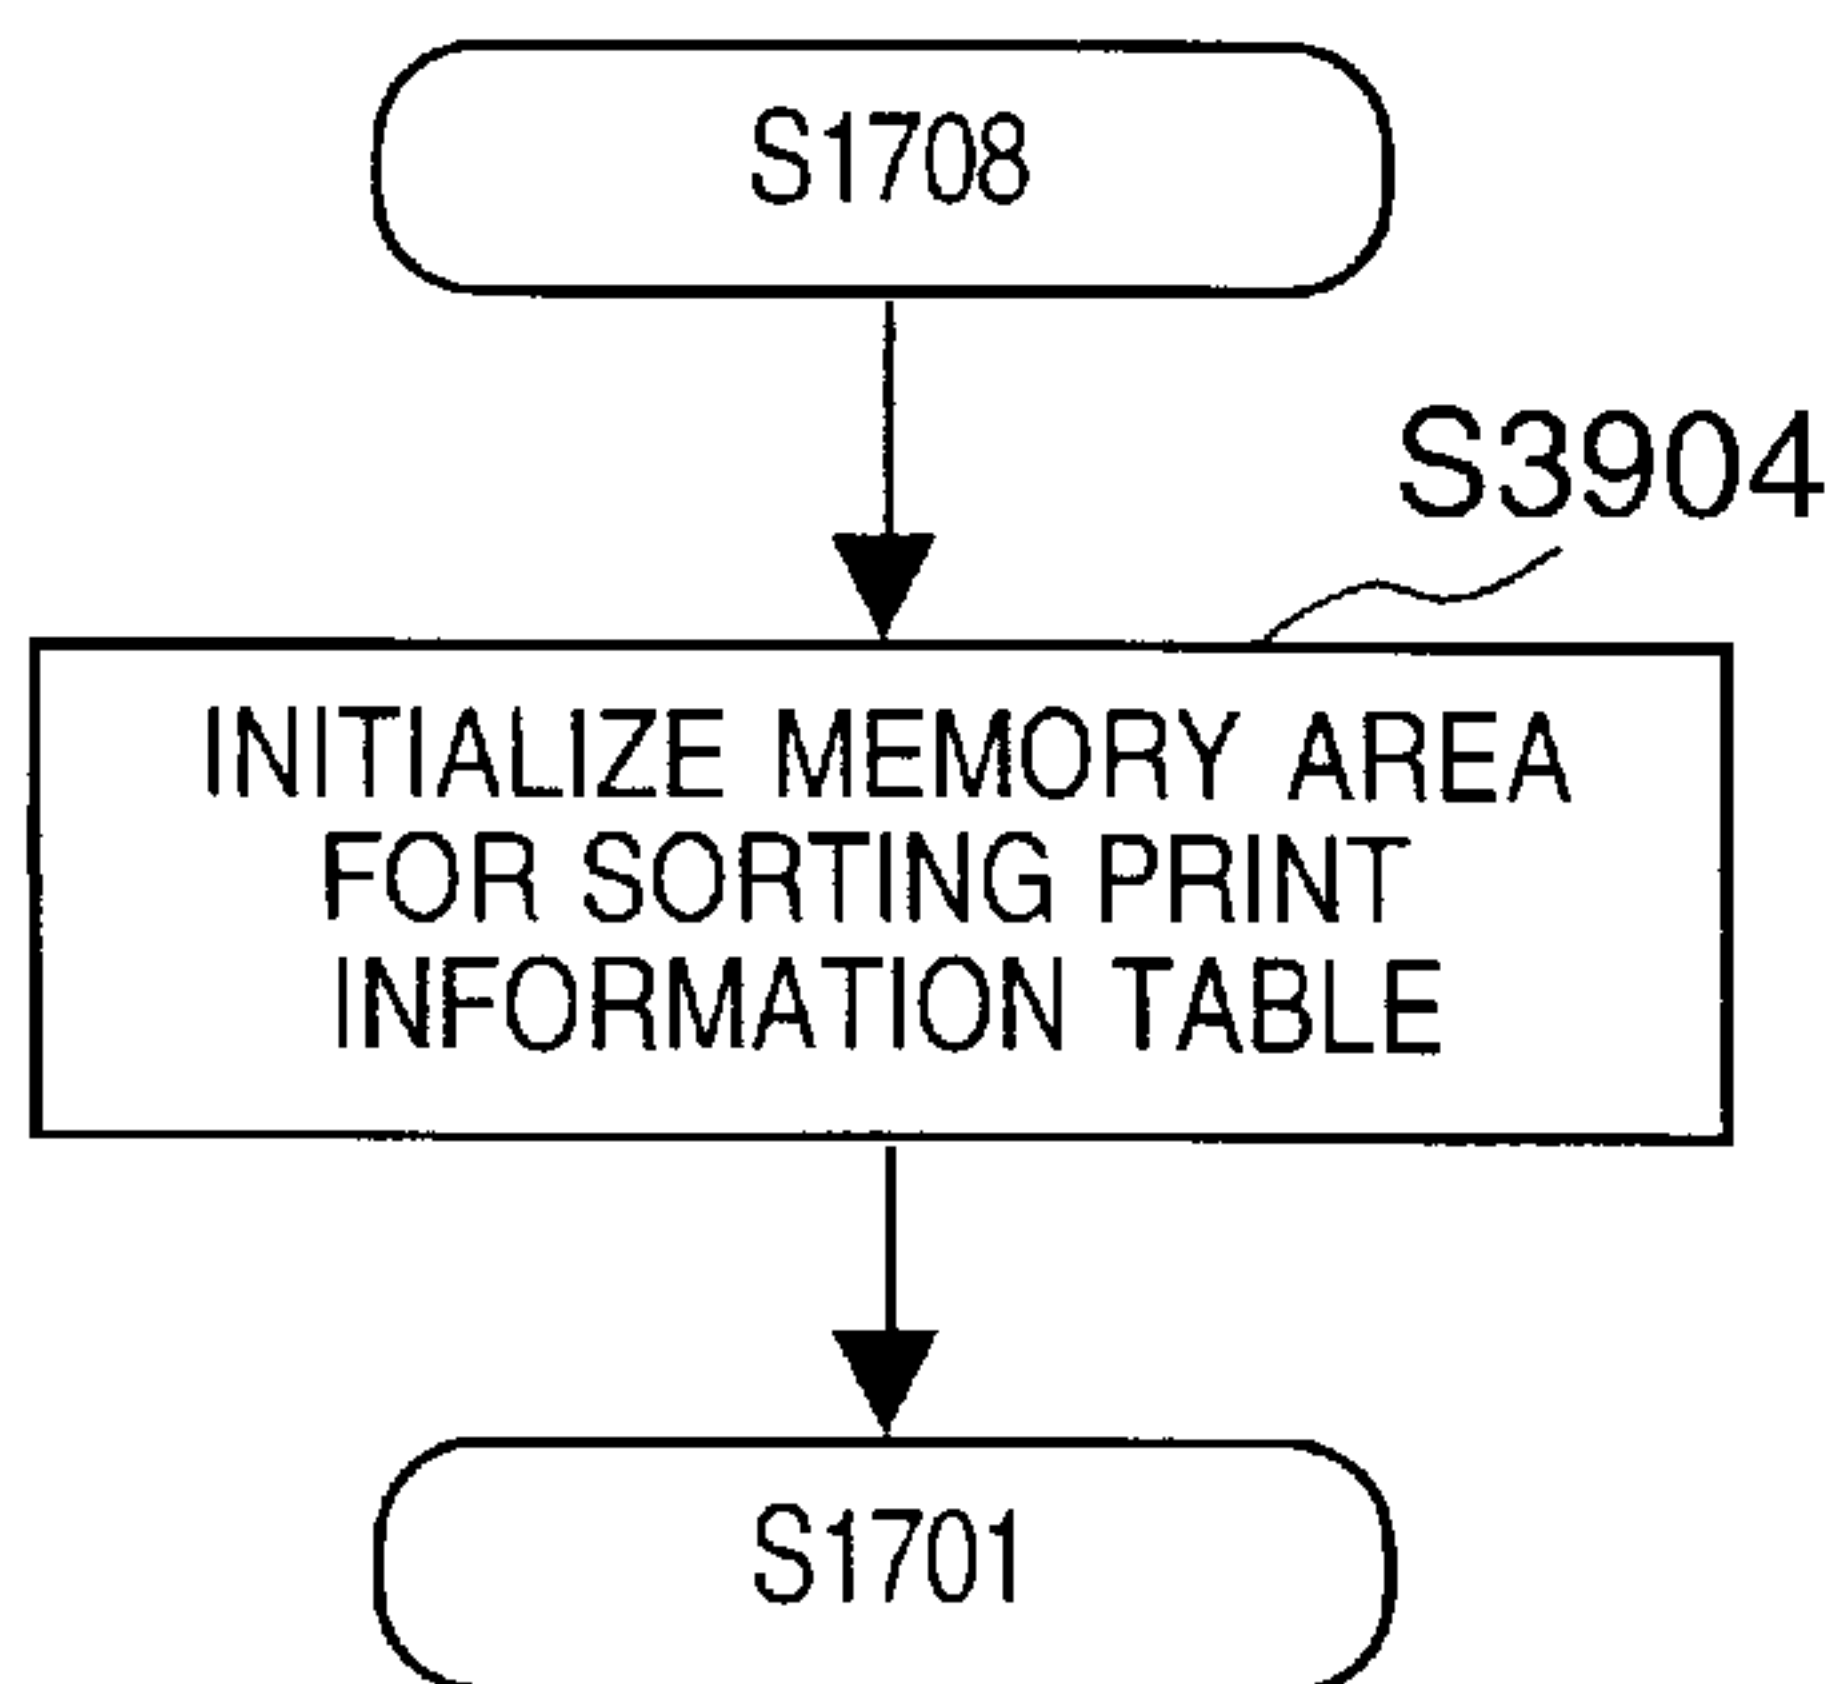 S1708
S3904
INITIALIZE MEMORY AREA
FOR SORTING PRINT
INFORMATION TABLE
S1701